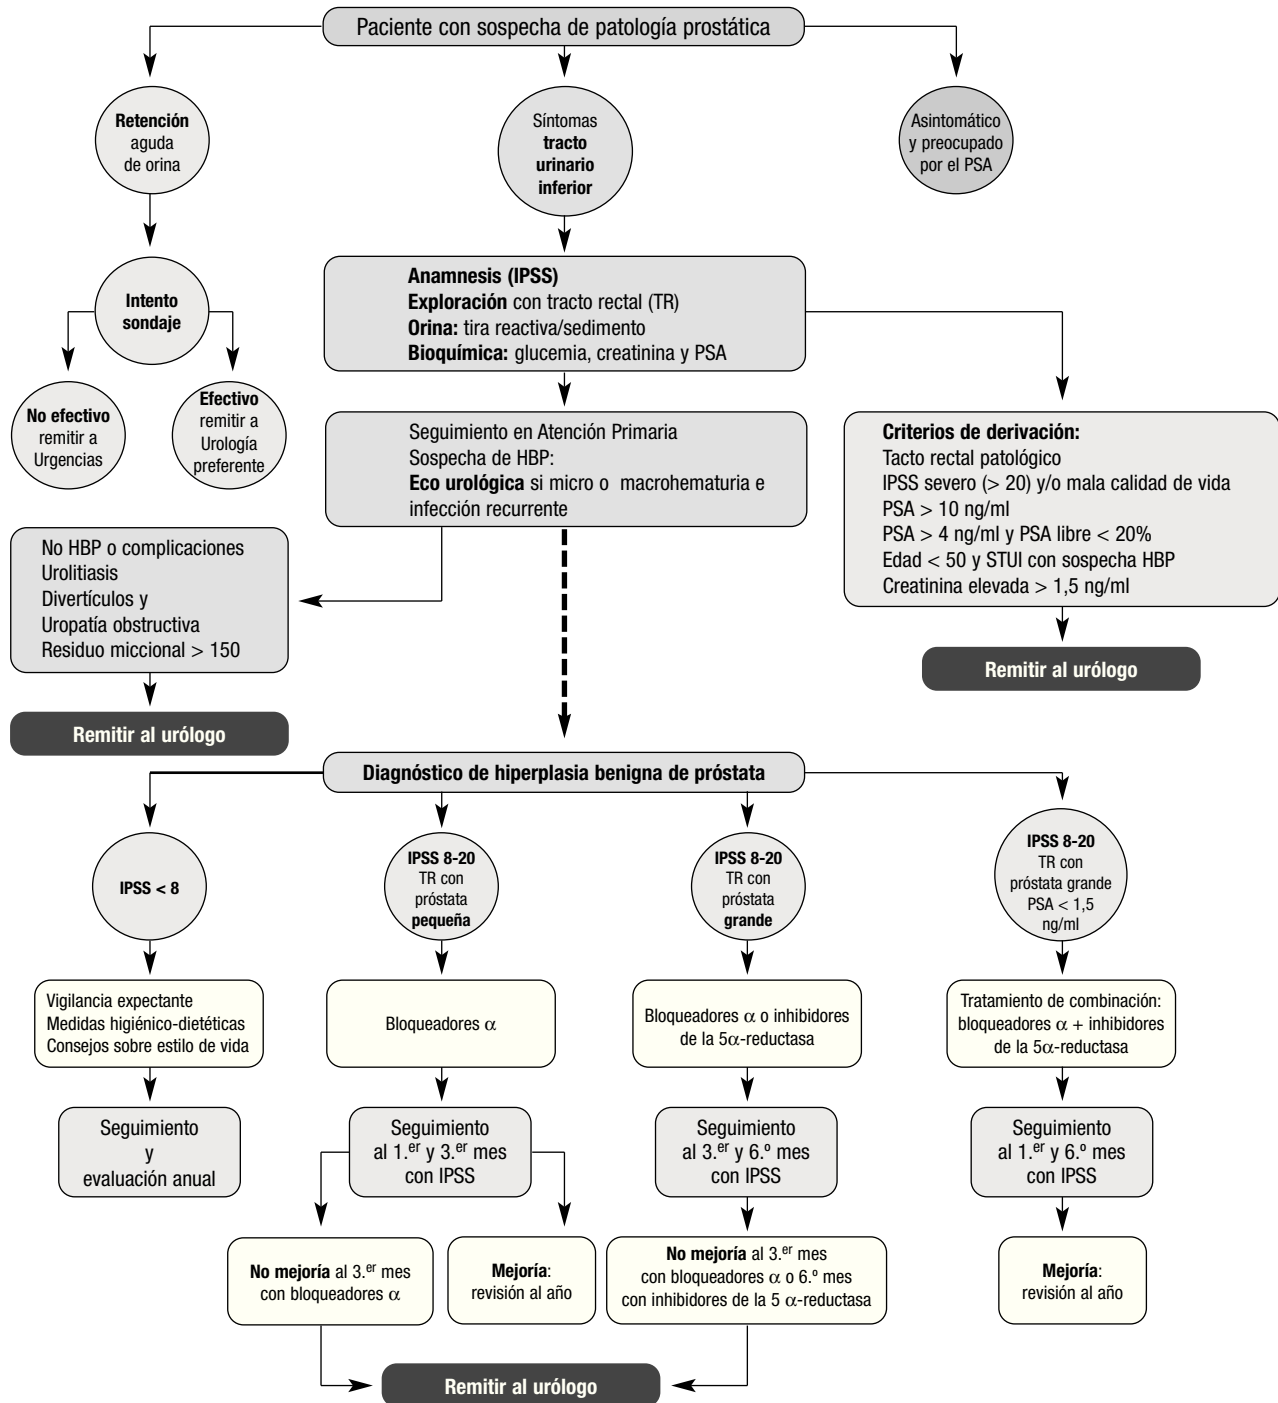 Paciente con sospecha de patología prostática
Retención
aguda
de orina
Síntomas
tracto
urinario
inferior
Asintomático
y preocupado
por el PSA
Intento
sondaje
No efectivo
remitir a
Urgencias
Efectivo
remitir a
Urología
preferente
Anamnesis (IPSS)
Exploración con tracto rectal (TR)
Orina: tira reactiva/sedimento
Bioquímica: glucemia, creatinina y PSA
Seguimiento en Atención Primaria
Sospecha de HBP:
Eco urológica si micro o macrohematuria e
infección recurrente
Criterios de derivación:
Tacto rectal patológico
IPSS severo (> 20) y/o mala calidad de vida
PSA > 10 ng/ml
PSA > 4 ng/ml y PSA libre < 20%
Edad < 50 y STUI con sospecha HBP
Creatinina elevada > 1,5 ng/ml
Remitir al urólogo
No HBP o complicaciones
Urolitiasis
Divertículos y
Uropatía obstructiva
Residuo miccional > 150
Remitir al urólogo
Diagnóstico de hiperplasia benigna de próstata
IPSS < 8
IPSS 8-20
TR con
próstata
pequeña
IPSS 8-20
TR con
próstata
grande
IPSS 8-20
TR con
próstata grande
PSA < 1,5
ng/ml
Vigilancia expectante
Medidas higiénico-dietéticas
Consejos sobre estilo de vida
Bloqueadores α
Bloqueadores α o inhibidores
de la 5α-reductasa
Tratamiento de combinación:
bloqueadores α + inhibidores
de la 5α-reductasa
Seguimiento
y
evaluación anual
Seguimiento
al 1.er y 3.er mes
con IPSS
Seguimiento
al 3.er y 6.º mes
con IPSS
Seguimiento
al 1.er y 6.º mes
con IPSS
No mejoría al 3.er mes
con bloqueadores α
Mejoría:
revisión al año
No mejoría al 3.er mes
con bloqueadores α o 6.º mes
con inhibidores de la 5 α-reductasa
Mejoría:
revisión al año
Remitir al urólogo